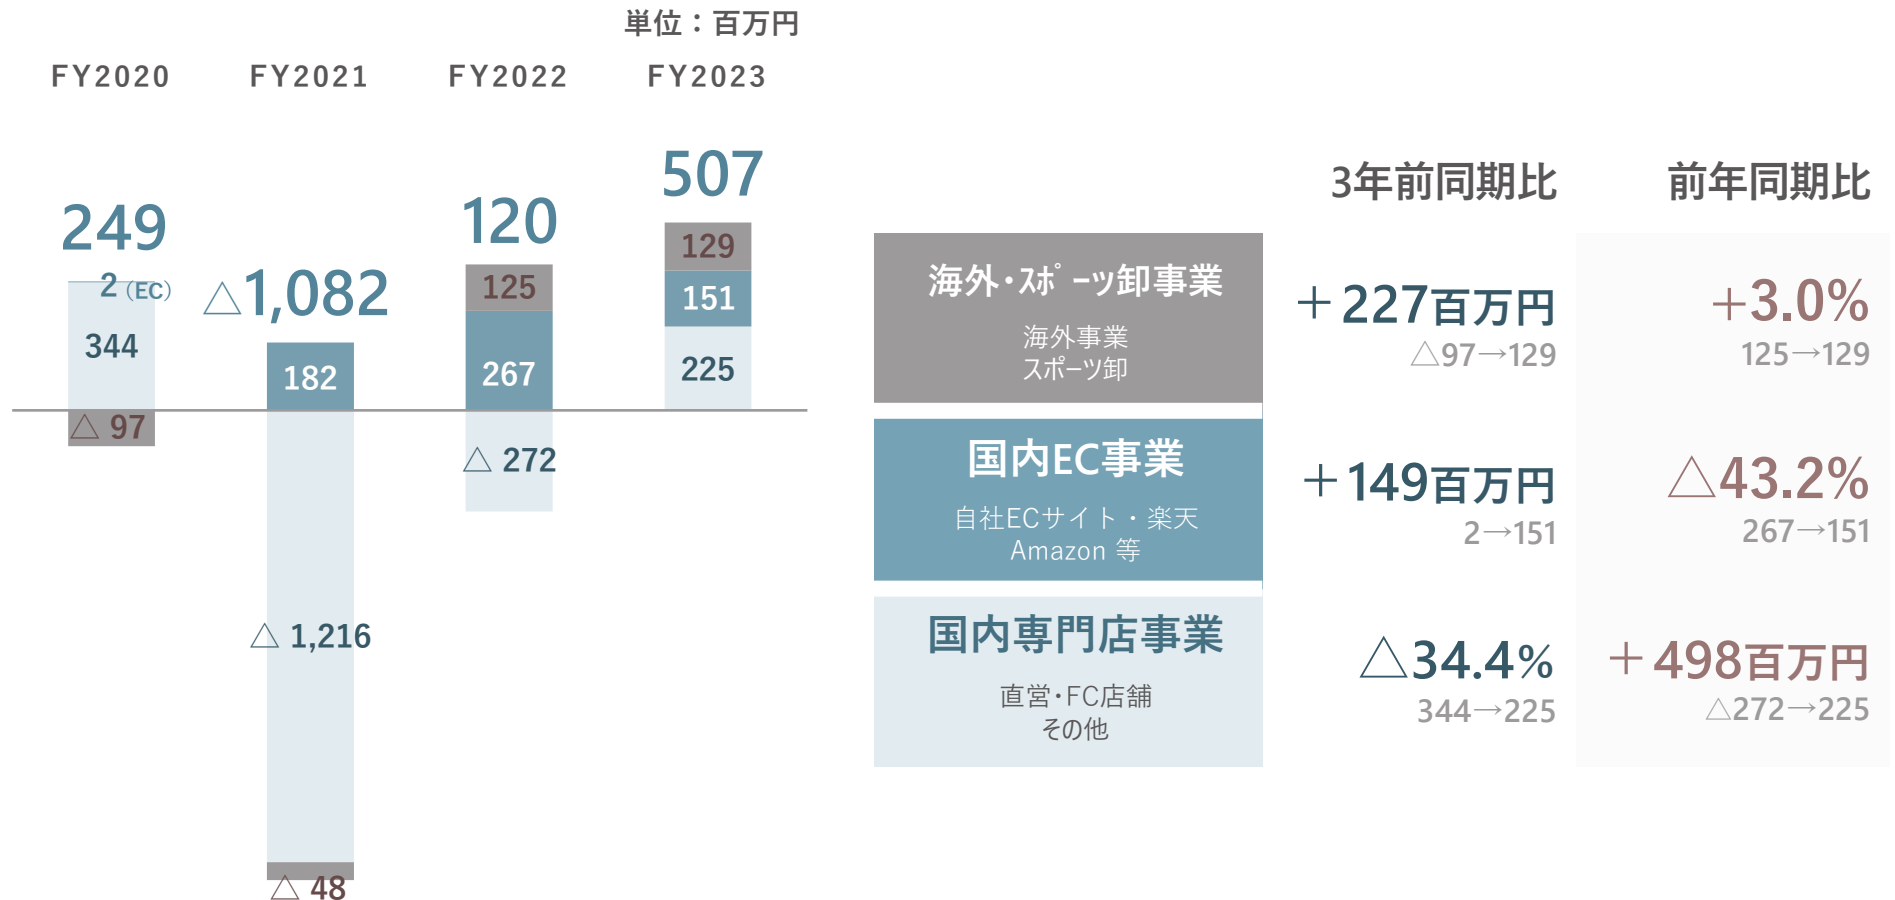 単位：百万円
FY2020 FY2021 FY2022 FY2023
249
2（EC）
344
△ 97
△1,082
182
△ 1,216
△ 48
120
125
267
△ 272
507
129
151
225
3年前同期比 前年同期比
海外・ｽﾎﾟｰﾂ卸事業
海外事業
スポーツ卸
＋227百万円
△97→129
＋3.0%
125→129
国内EC事業
自社ECサイト・楽天
Amazon 等
＋149百万円
2→151
△43.2%
267→151
国内専門店事業
直営・FC店舗
その他
△34.4%
344→225
＋498百万円
△272→225